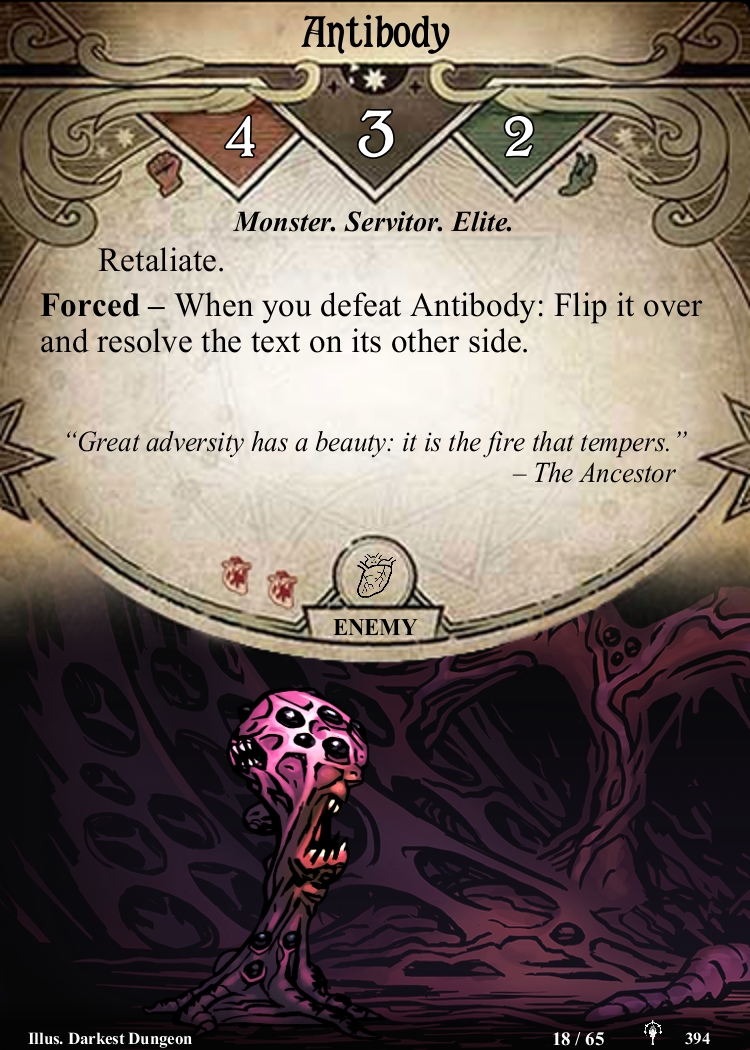 Antibody
4 3 2
Monster. Servitor. Elite.
Retaliate.
Forced – When you defeat Antibody: Flip it over
and resolve the text on its other side.
“Great adversity has a beauty: it is the fire that tempers.”
– The Ancestor
ENEMY
Illus. Darkest Dungeon 18 / 65 394